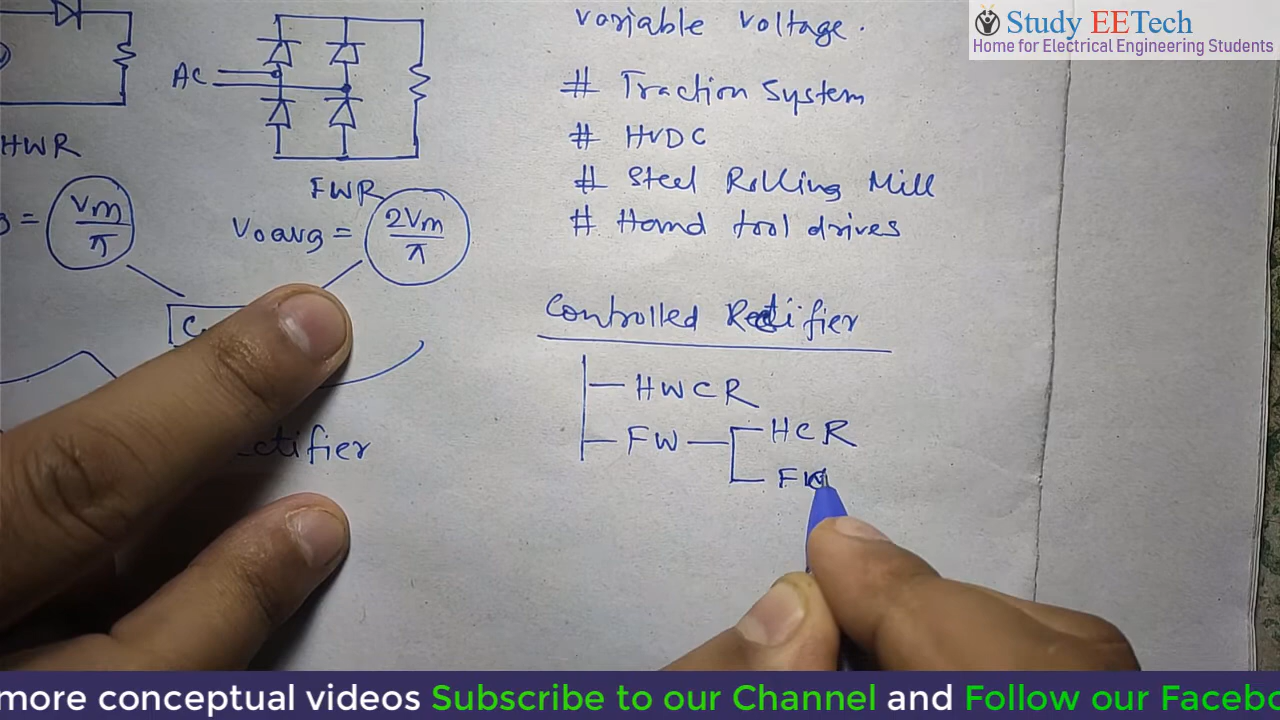 variable voltage.
Study EETech
Home for Electrical Engineering Students
AC
# Traction System
# HVDC
# Steel Rolling Mill
# Hand tool drives
HWR
FWR
= Vm/π
Vo avg = 2Vm/π
C
Controlled Rectifier
HWCR
FW
HCR
ctifier
more conceptual videos Subscribe to our Channel and Follow our Facebo